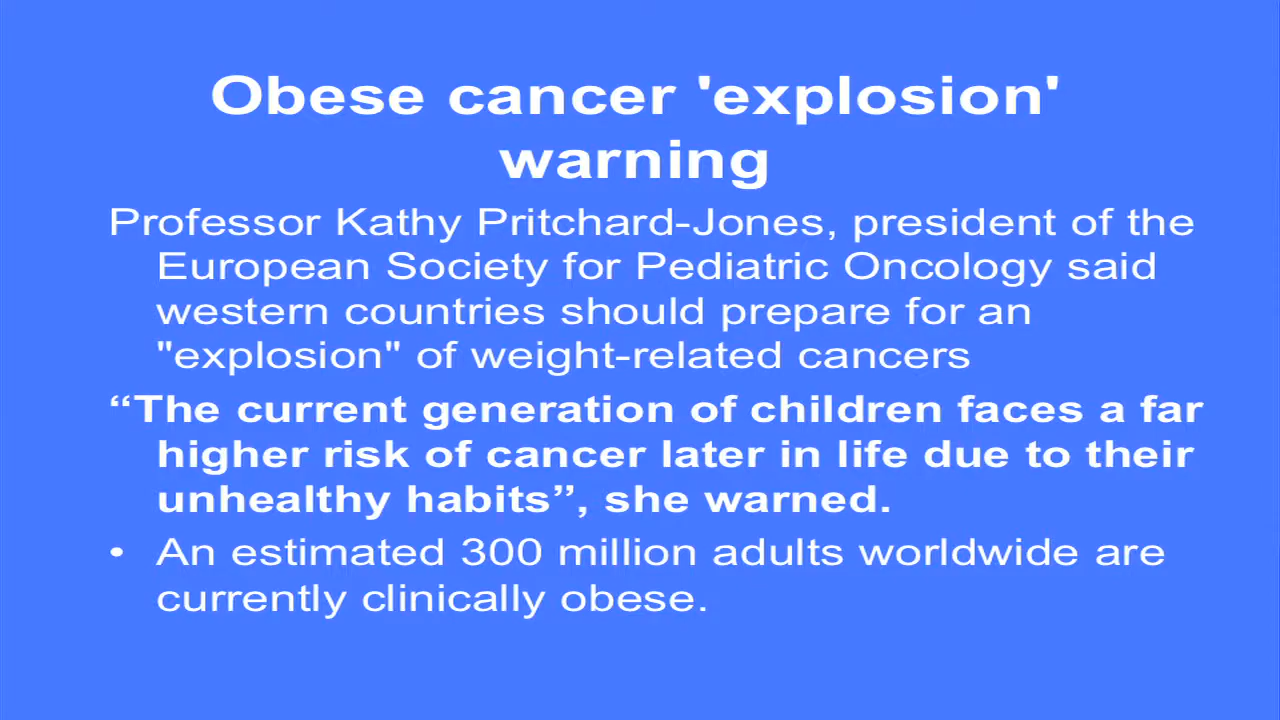 Obese cancer 'explosion'
warning
Professor Kathy Pritchard-Jones, president of the
European Society for Pediatric Oncology said
western countries should prepare for an
"explosion" of weight-related cancers
“The current generation of children faces a far
higher risk of cancer later in life due to their
unhealthy habits”, she warned.
• An estimated 300 million adults worldwide are
currently clinically obese.